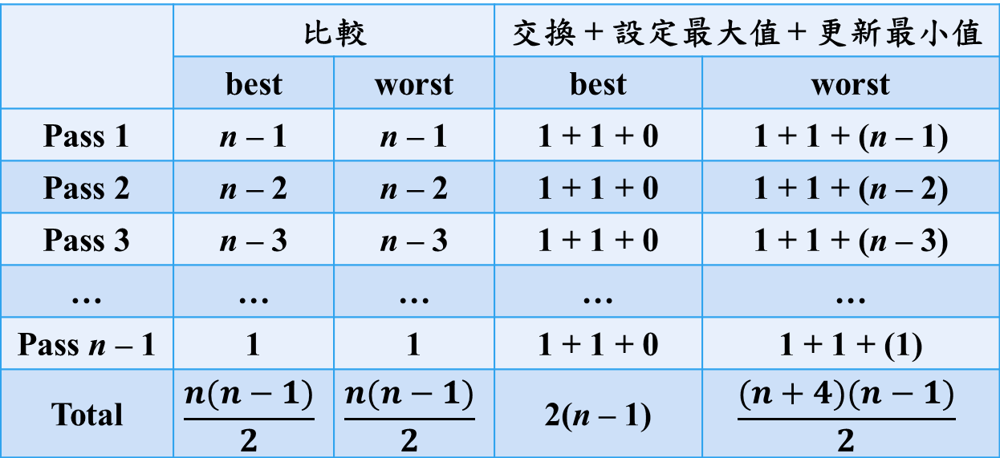 比較 交換+設定最大值+更新最小值
best worst best worst
Pass 1 n – 1 n – 1 1 + 1 + 0 1 + 1 + (n – 1)
Pass 2 n – 2 n – 2 1 + 1 + 0 1 + 1 + (n – 2)
Pass 3 n – 3 n – 3 1 + 1 + 0 1 + 1 + (n – 3)
… … … … …
Pass n – 1 1 1 1 + 1 + 0 1 + 1 + (1)
Total n(n − 1)/2 n(n − 1)/2 2(n – 1) (n + 4)(n − 1)/2